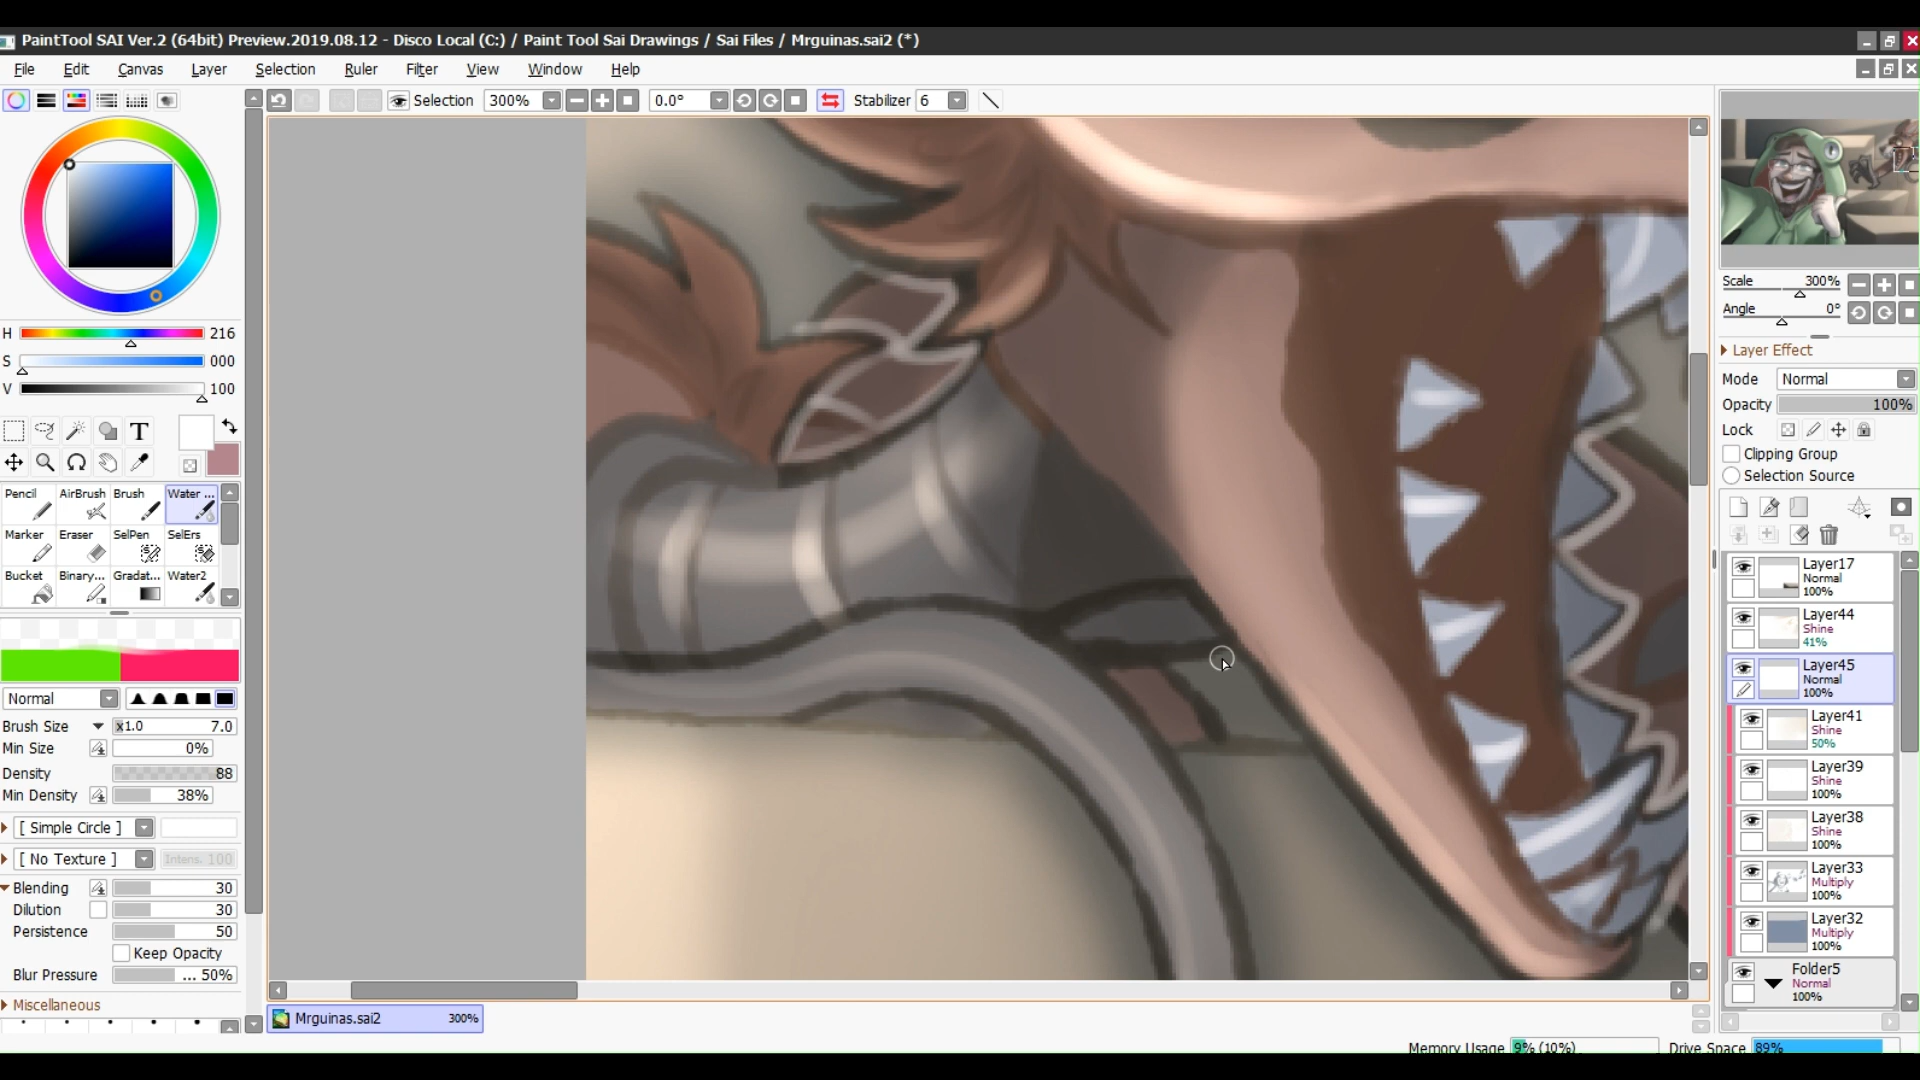 PaintTool SAI Ver.2 (64bit) Preview.2019.08.12 - Disco Local (C:) / Paint Tool Sai Drawings / Sai Files / Mrguinas.sai2 (*)
File Edit Canvas Layer Selection Ruler Filter View Window Help
Selection 300% 0.0° Stabilizer 6
H 216
S 000
V 100
T
Pencil AirBrush Brush Water ...
Marker Eraser SelPen SelErs
Bucket Binary... Gradat... Water2
Normal
Brush Size x1.0 7.0
Min Size 0%
Density 88
Min Density 38%
[ Simple Circle ]
[ No Texture ] Intens. 100
Blending 30
Dilution 30
Persistence 50
Keep Opacity
Blur Pressure ... 50%
Miscellaneous
Mrguinas.sai2 300%
Scale 300%
Angle 0°
Layer Effect
Mode Normal
Opacity 100%
Lock
Clipping Group
Selection Source
Layer17
Normal
100%
Layer44
Shine
41%
Layer45
Normal
100%
Layer41
Shine
50%
Layer39
Shine
100%
Layer38
Shine
100%
Layer33
Multiply
100%
Layer32
Multiply
100%
Folder5
Normal
100%
Memory Usage 9% (10%) Drive Space 89%